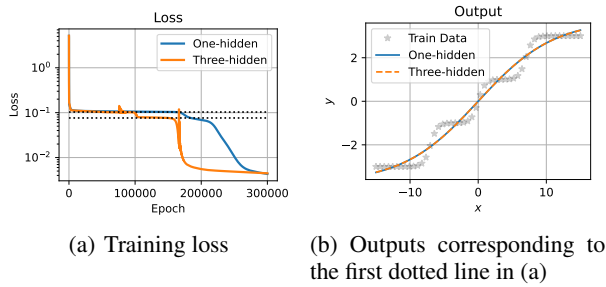 Loss
One-hidden
Three-hidden
10⁰
10⁻¹
10⁻²
Loss
0
100000
200000
300000
Epoch
(a) Training loss
Output
Train Data
One-hidden
Three-hidden
2
0
−2
y
−10
0
10
x
(b) Outputs corresponding to
the first dotted line in (a)